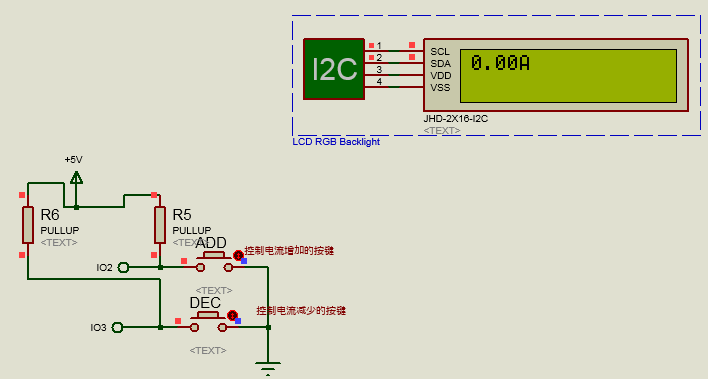 I2C
1
2
3
4
SCL
SDA
VDD
VSS
0.00A
JHD-2X16-I2C
<TEXT>
LCD RGB Backlight
+5V
R6
PULLUP
<TEXT>
R5
PULLUP
<TEXT>
ADD
控制电流增加的按键
IO2
<TEXT>
DEC
控制电流减少的按键
IO3
<TEXT>